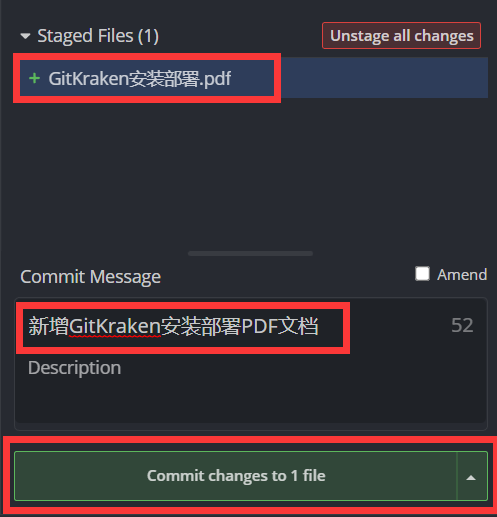 Staged Files (1)
Unstage all changes
+ GitKraken安装部署.pdf
Commit Message
Amend
新增GitKraken安装部署PDF文档
52
Description
Commit changes to 1 file